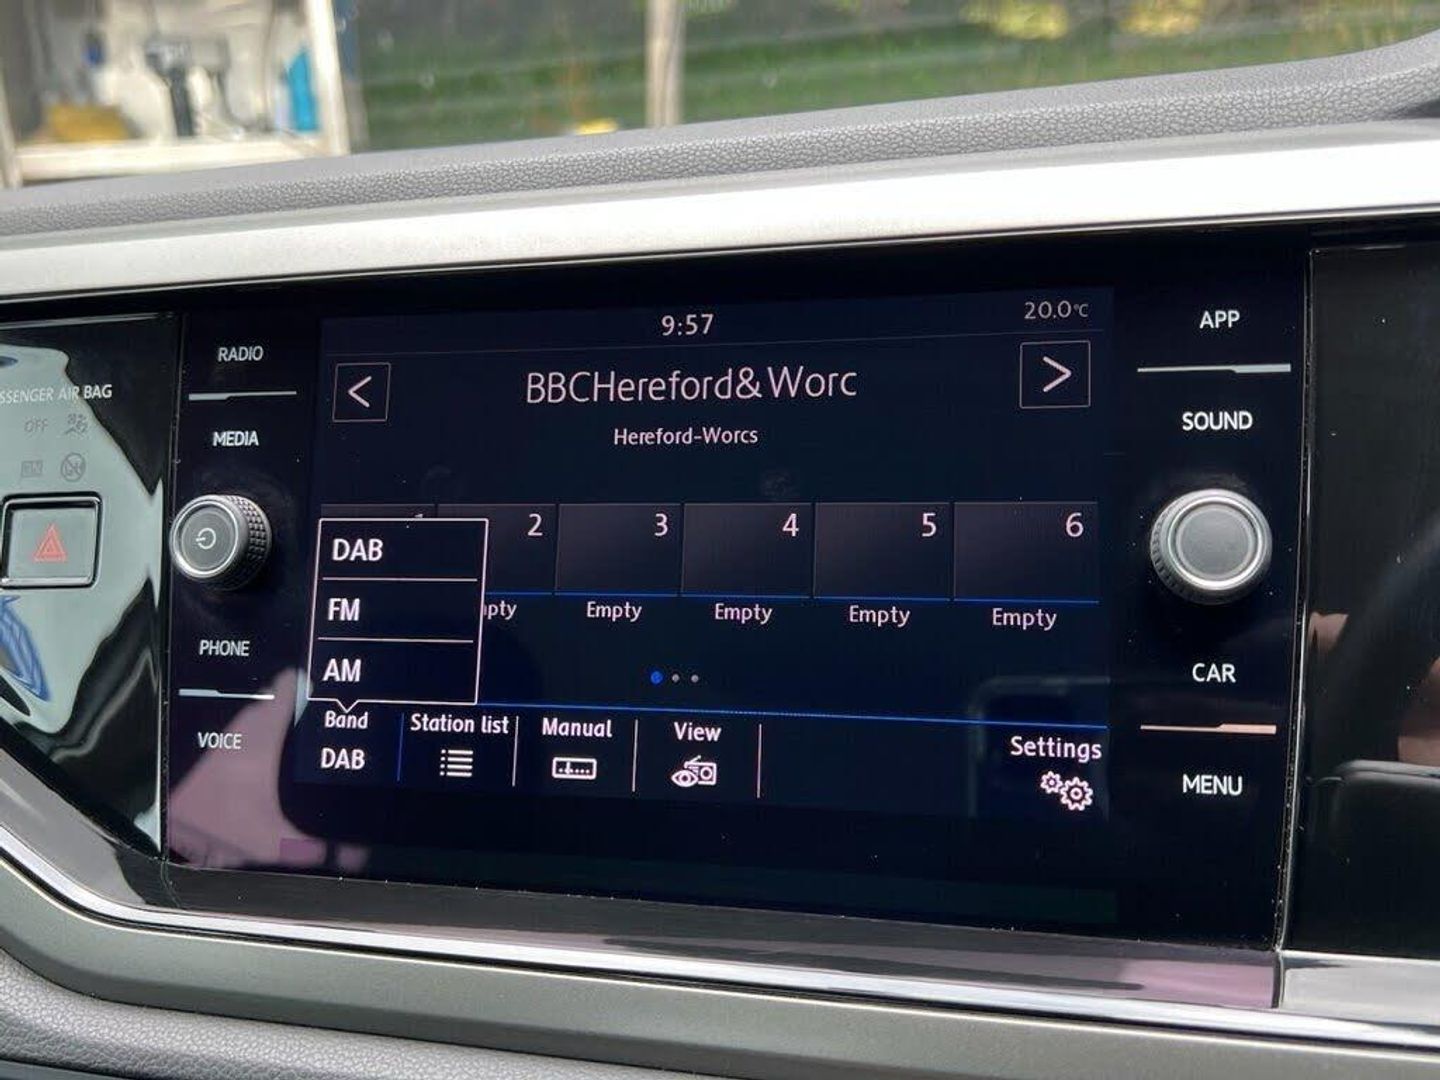 9:57
20.0°C
RADIO
MEDIA
PHONE
VOICE
SSENGER AIR BAG
OFF
ON
<
BBCHereford&Worc
>
Hereford-Worcs
1
2
3
4
5
6
DAB
FM
AM
pty
Empty
Empty
Empty
Empty
Band
DAB
Station list
Manual
View
Settings
APP
SOUND
CAR
MENU